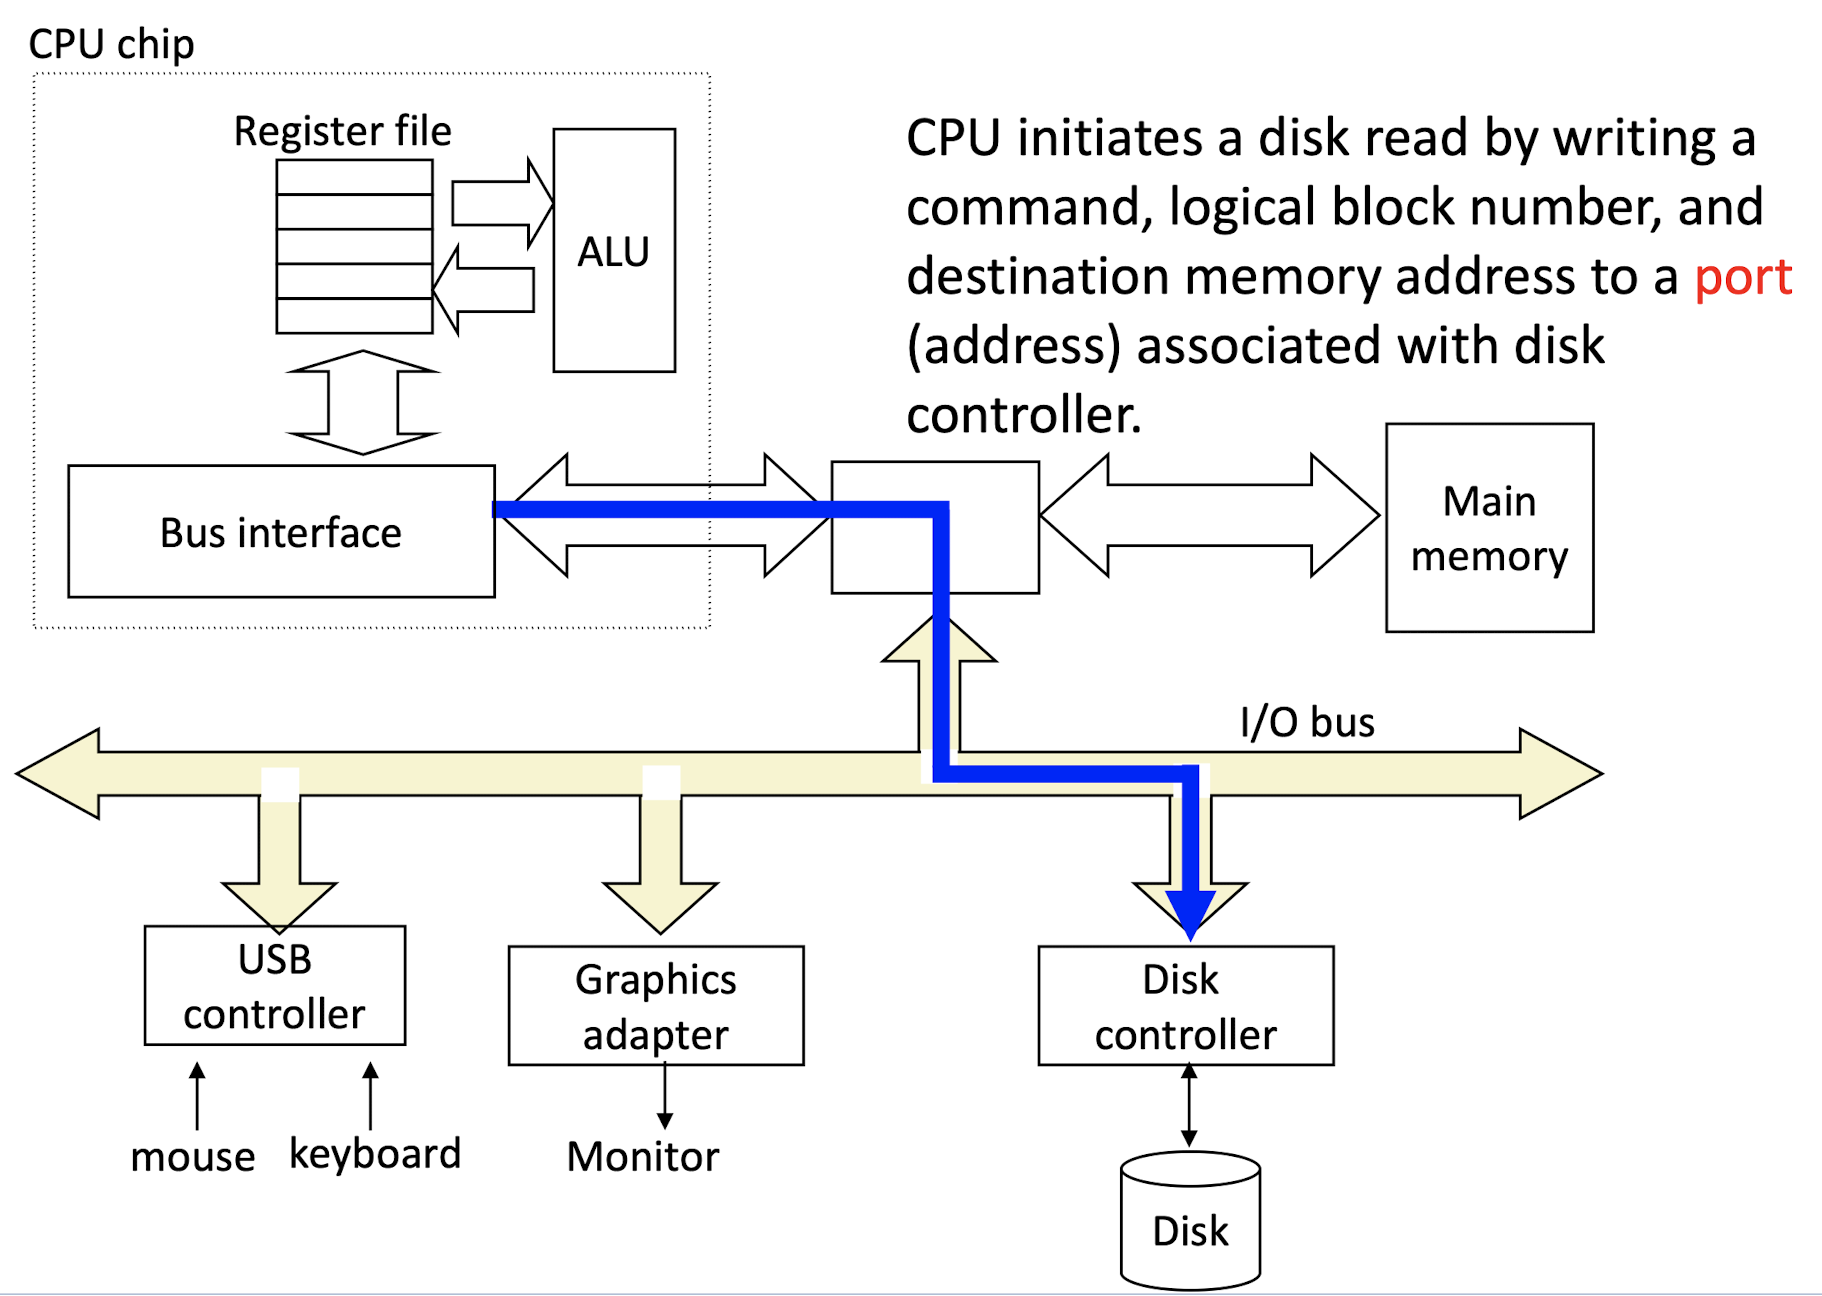 CPU chip
Register file
ALU
CPU initiates a disk read by writing a
command, logical block number, and
destination memory address to a port
(address) associated with disk
controller.
Bus interface
Main
memory
I/O bus
USB
controller
Graphics
adapter
Disk
controller
mouse
keyboard
Monitor
Disk